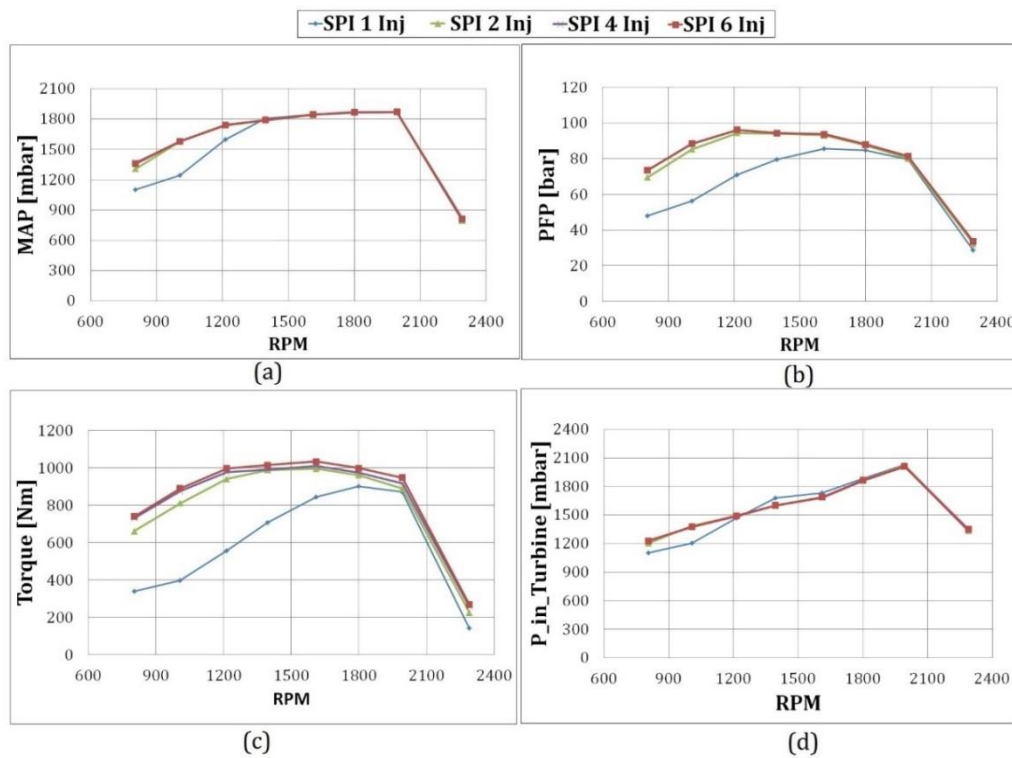 SPI 1 Inj SPI 2 Inj SPI 4 Inj SPI 6 Inj
MAP [mbar]
2100
1800
1500
1200
900
600
300
0
600 900 1200 1500 1800 2100 2400
RPM
(a)
PFP [bar]
120
100
80
60
40
20
0
600 900 1200 1500 1800 2100 2400
RPM
(b)
Torque [Nm]
1200
1000
800
600
400
200
0
600 900 1200 1500 1800 2100 2400
RPM
(c)
P_in_Turbine [mbar]
2400
2100
1800
1500
1200
900
600
300
0
600 900 1200 1500 1800 2100 2400
RPM
(d)